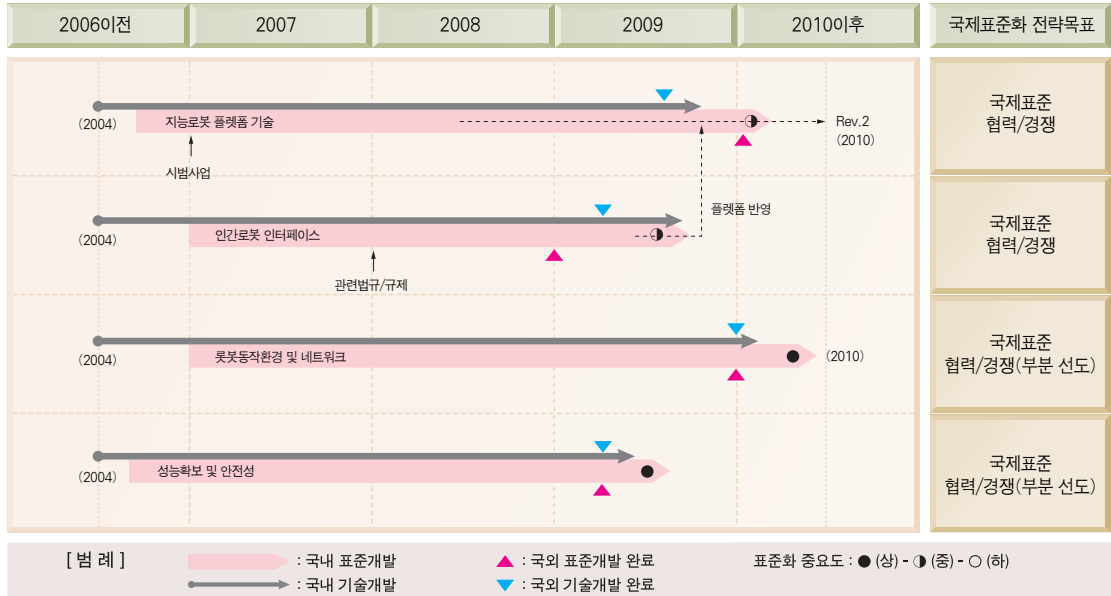 2006이전 2007 2008 2009 2010이후 국제표준화 전략목표
(2004) 지능로봇 플렛폼 기술 Rev.2
(2010)
시범사업
국제표준
협력/경쟁
플렛폼 반영
(2004) 인간로봇 인터페이스
관련법규/규제
국제표준
협력/경쟁
(2004) 롯봇동작환경 및 네트워크 (2010)
국제표준
협력/경쟁(부분 선도)
(2004) 성능확보 및 안전성
국제표준
협력/경쟁(부분 선도)
[ 범 례 ] : 국내 표준개발 : 국외 표준개발 완료 표준화 중요도 : ● (상) - ◑ (중) - ○ (하)
: 국내 기술개발 : 국외 기술개발 완료